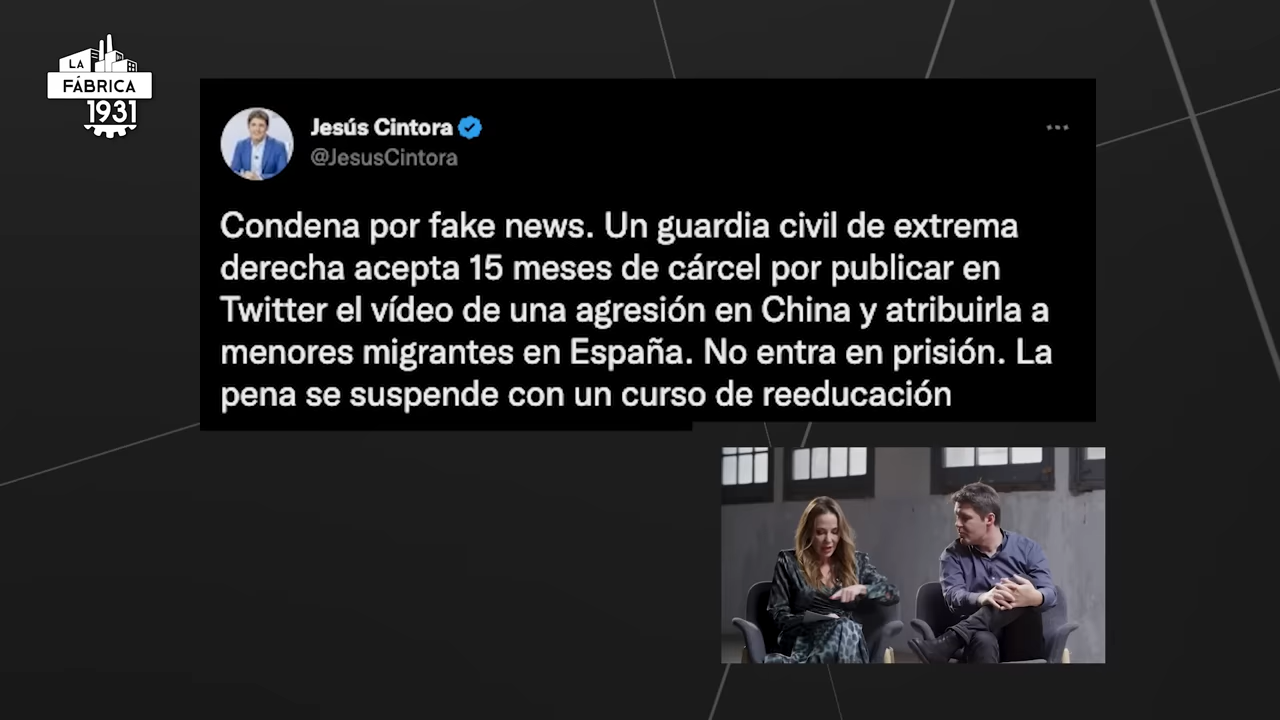 LA
FÁBRICA
1931
Jesús Cintora
@JesusCintora
Condena por fake news. Un guardia civil de extrema
derecha acepta 15 meses de cárcel por publicar en
Twitter el vídeo de una agresión en China y atribuirla a
menores migrantes en España. No entra en prisión. La
pena se suspende con un curso de reeducación